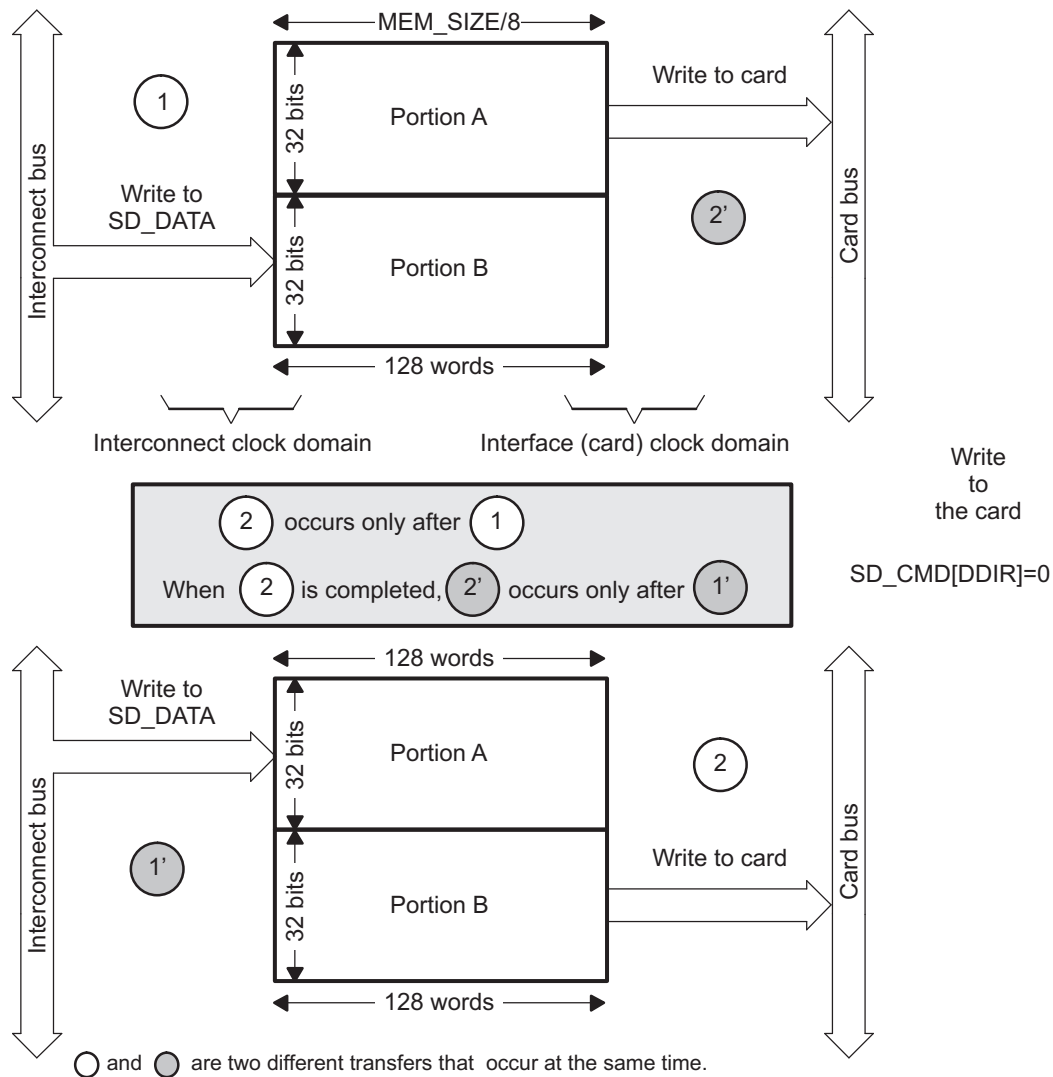 MEM_SIZE/8
Interconnect bus
1
Write to
SD_DATA
32 bits
Portion A
32 bits
Portion B
128 words
Write to card
2'
Card bus
Interconnect clock domain
Interface (card) clock domain
Write
to
the card
SD_CMD[DDIR]=0
2 occurs only after 1
When 2 is completed, 2' occurs only after 1'
128 words
Interconnect bus
Write to
SD_DATA
1'
32 bits
Portion A
32 bits
Portion B
128 words
2
Write to card
Card bus
and are two different transfers that occur at the same time.